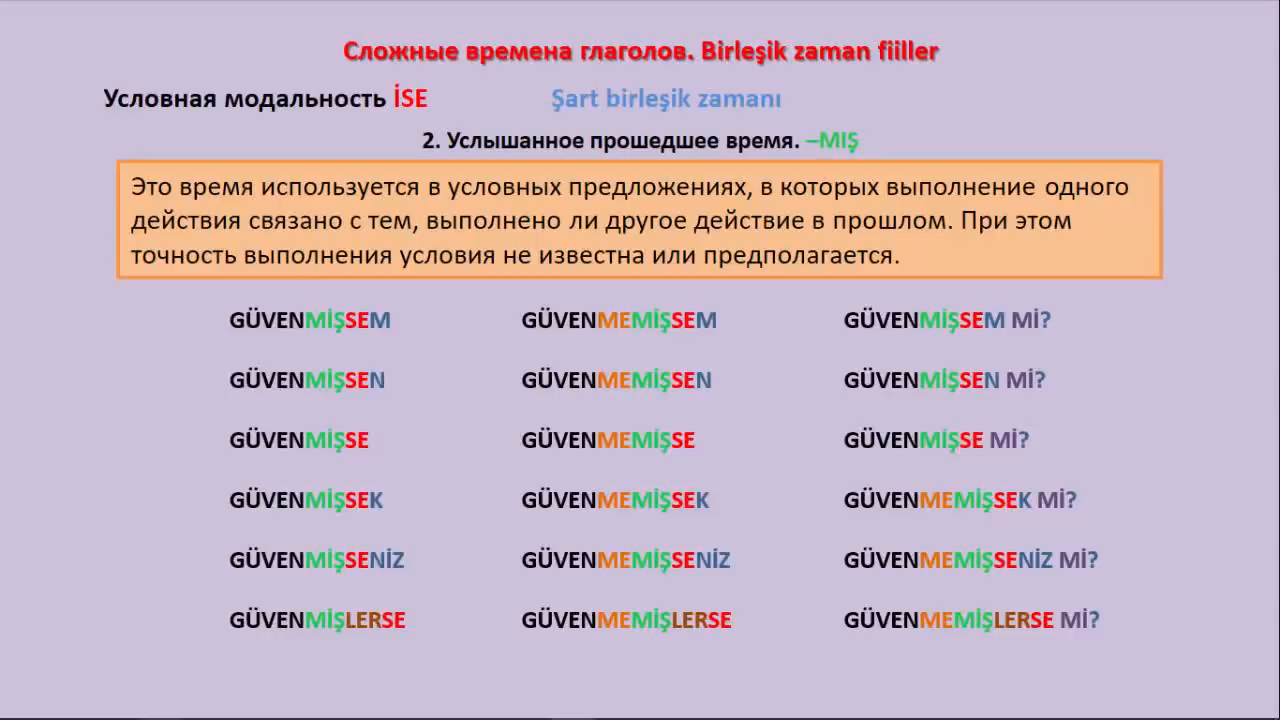 Сложные времена глаголов. Birleşik zaman fiiller
Условная модальность İSE Şart birleşik zamanı
2. Услышанное прошедшее время. –MIŞ
Это время используется в условных предложениях, в которых выполнение одного
действия связано с тем, выполнено ли другое действие в прошлом. При этом
точность выполнения условия не известна или предполагается.
GÜVENMİŞSEM GÜVENMEMİŞSEM GÜVENMİŞSEM Mİ?
GÜVENMİŞSEN GÜVENMEMİŞSEN GÜVENMİŞSEN Mİ?
GÜVENMİŞSE GÜVENMEMİŞSE GÜVENMİŞSE Mİ?
GÜVENMİŞSEK GÜVENMEMİŞSEK GÜVENMEMİŞSEK Mİ?
GÜVENMİŞSENİZ GÜVENMEMİŞSENİZ GÜVENMEMİŞSENİZ Mİ?
GÜVENMİŞLERSE GÜVENMEMİŞLERSE GÜVENMEMİŞLERSE Mİ?